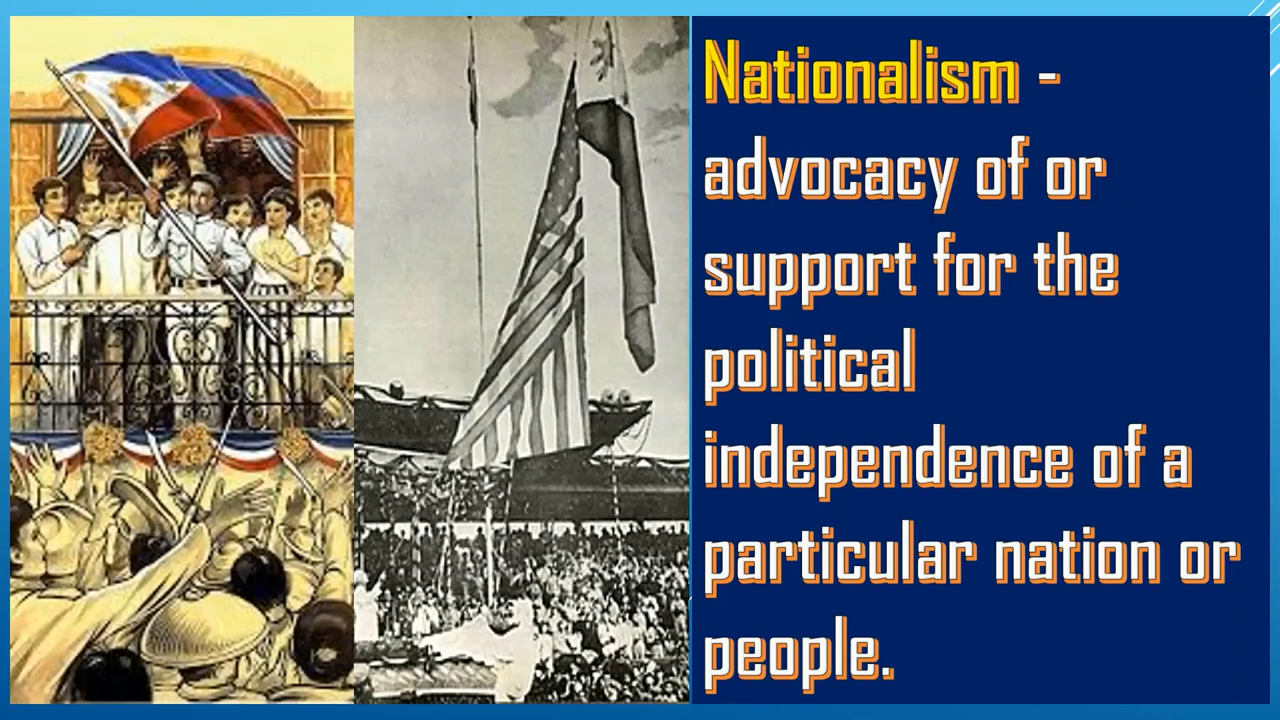 Nationalism -
advocacy of or
support for the
political
independence of a
particular nation or
people.